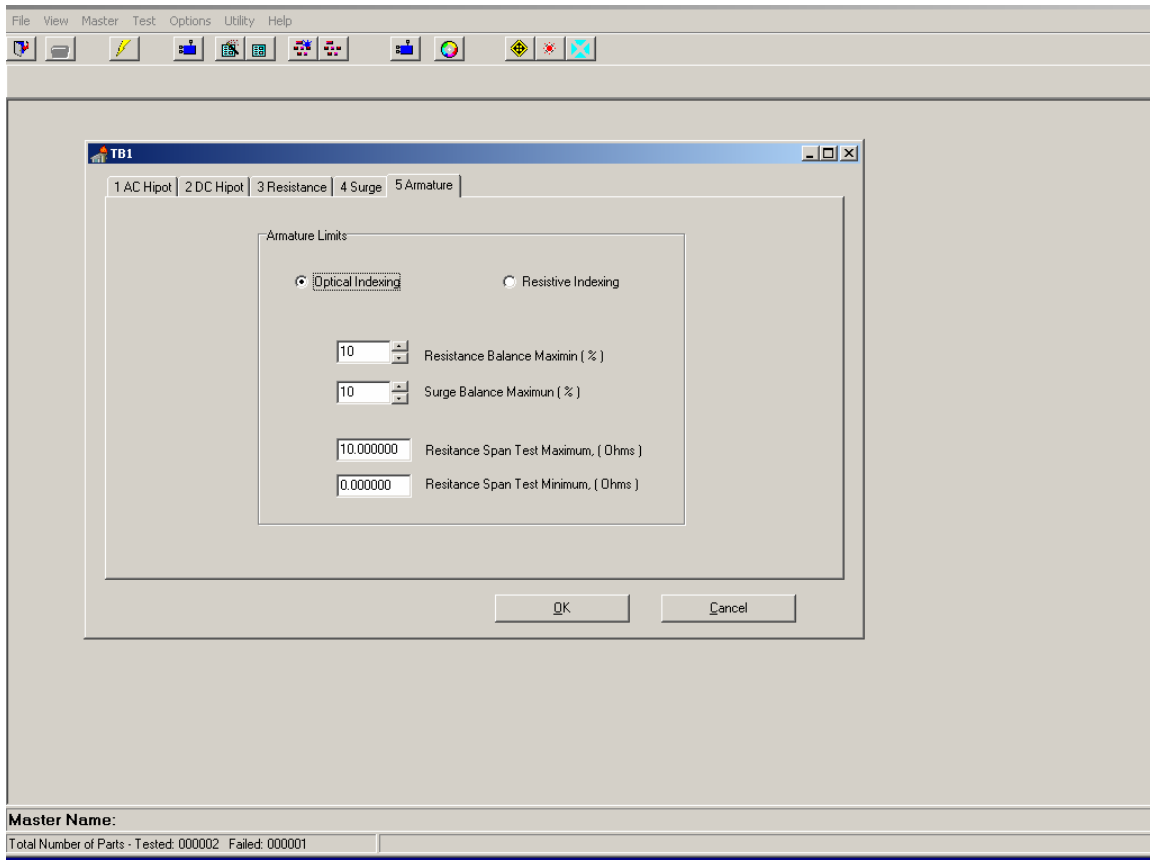 File View Master Test Options Utility Help
TB1
1 AC Hipot 2 DC Hipot 3 Resistance 4 Surge 5 Armature
Armature Limits
Optical Indexing Resistive Indexing
10 Resistance Balance Maximin ( % )
10 Surge Balance Maximun ( % )
10.000000 Resitance Span Test Maximum, ( Ohms )
0.000000 Resitance Span Test Minimum, ( Ohms )
OK Cancel
Master Name:
Total Number of Parts - Tested: 000002 Failed: 000001